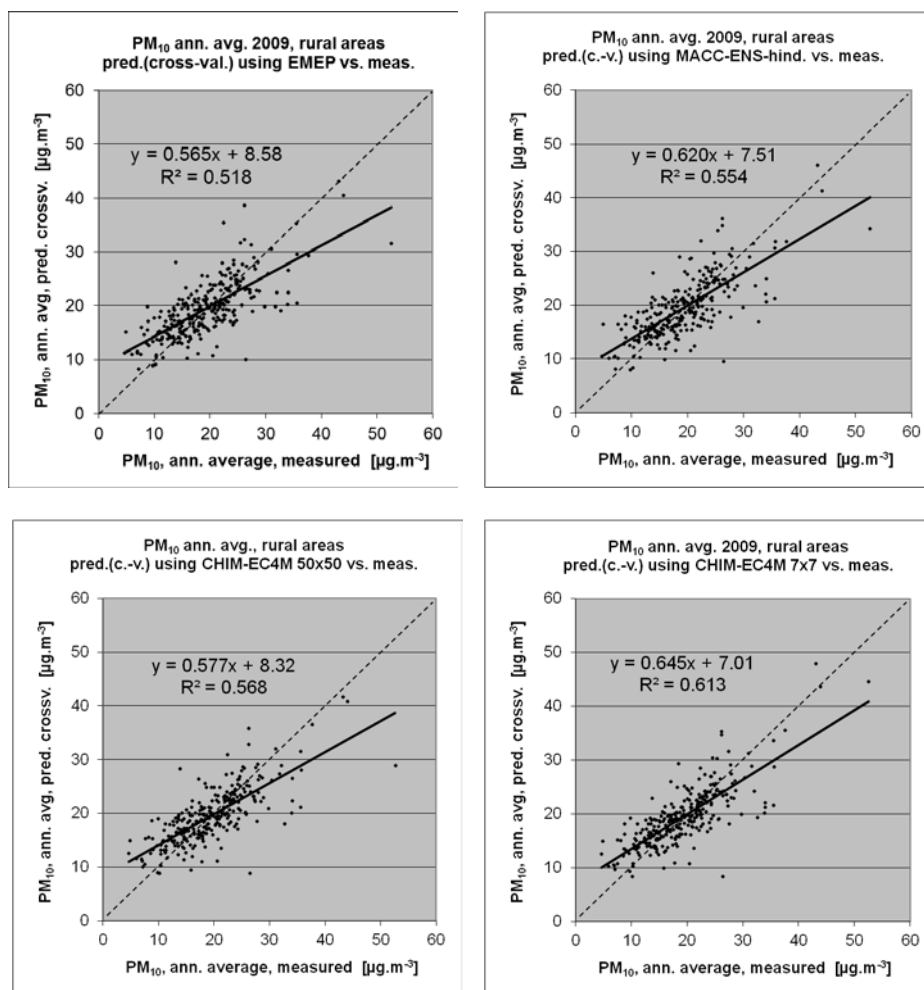 PM₁₀ ann. avg. 2009, rural areas
pred.(cross-val.) using EMEP vs. meas.
PM₁₀, ann. avg, pred. crossv. [µg.m⁻³]
60
50
40
30
20
10
0
y = 0.565x + 8.58
R² = 0.518
0 10 20 30 40 50 60
PM₁₀, ann. average, measured [µg.m⁻³]
PM₁₀ ann. avg. 2009, rural areas
pred.(c.-v.) using MACC-ENS-hind. vs. meas.
PM₁₀, ann. avg, pred. crossv. [µg.m⁻³]
60
50
40
30
20
10
0
y = 0.620x + 7.51
R² = 0.554
0 10 20 30 40 50 60
PM₁₀, ann. average, measured [µg.m⁻³]
PM₁₀ ann. avg., rural areas
pred.(c.-v.) using CHIM-EC4M 50x50 vs. meas.
PM₁₀, ann. avg, pred. crossv. [µg.m⁻³]
60
50
40
30
20
10
0
y = 0.577x + 8.32
R² = 0.568
0 10 20 30 40 50 60
PM₁₀, ann. average, measured [µg.m⁻³]
PM₁₀ ann. avg. 2009, rural areas
pred.(c.-v.) using CHIM-EC4M 7x7 vs. meas.
PM₁₀, ann. avg, pred. crossv. [µg.m⁻³]
60
50
40
30
20
10
0
y = 0.645x + 7.01
R² = 0.613
0 10 20 30 40 50 60
PM₁₀, ann. average, measured [µg.m⁻³]